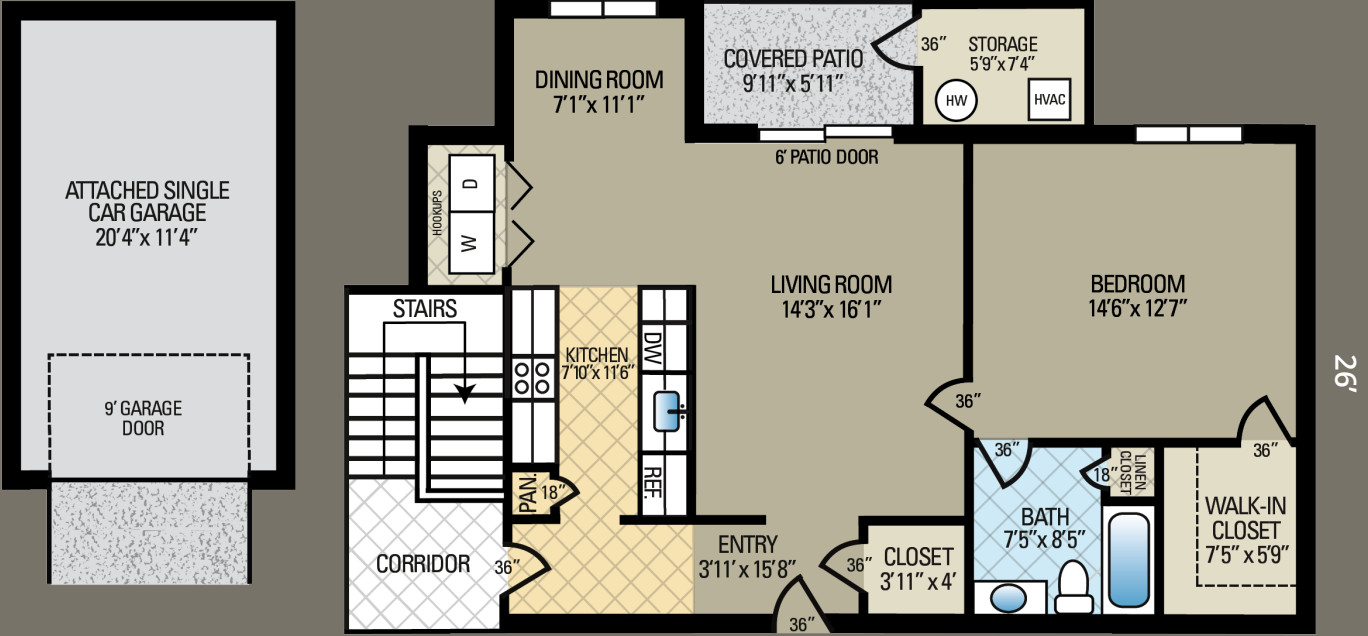 ATTACHED SINGLE
CAR GARAGE
20'4"x 11'4"
9' GARAGE
DOOR
DINING ROOM
7'1"x 11'1"
COVERED PATIO
9'11"x 5'11"
36"
STORAGE
5'9"x 7'4"
HW
HVAC
6' PATIO DOOR
HOOKUPS
D
W
STAIRS
LIVING ROOM
14'3"x 16'1"
BEDROOM
14'6"x 12'7"
26'
KITCHEN
7'10"x 11'6"
DW
REF.
PAN.
18"
36"
36"
36"
18"
LINEN
CLOSET
WALK-IN
CLOSET
7'5"x 5'9"
BATH
7'5"x 8'5"
CORRIDOR
36"
ENTRY
3'11'x 15'8"
36"
CLOSET
3'11"x 4'
36"